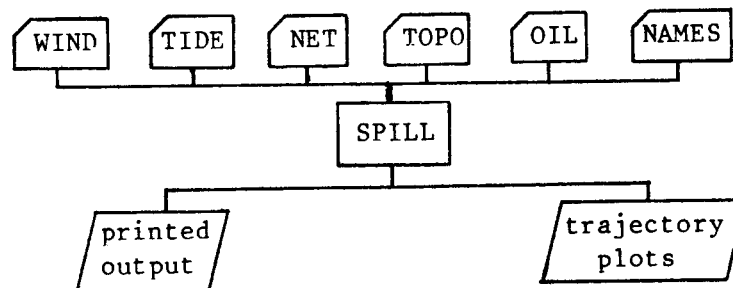 WIND TIDE NET TOPO OIL NAMES
SPILL
printed
output
trajectory
plots